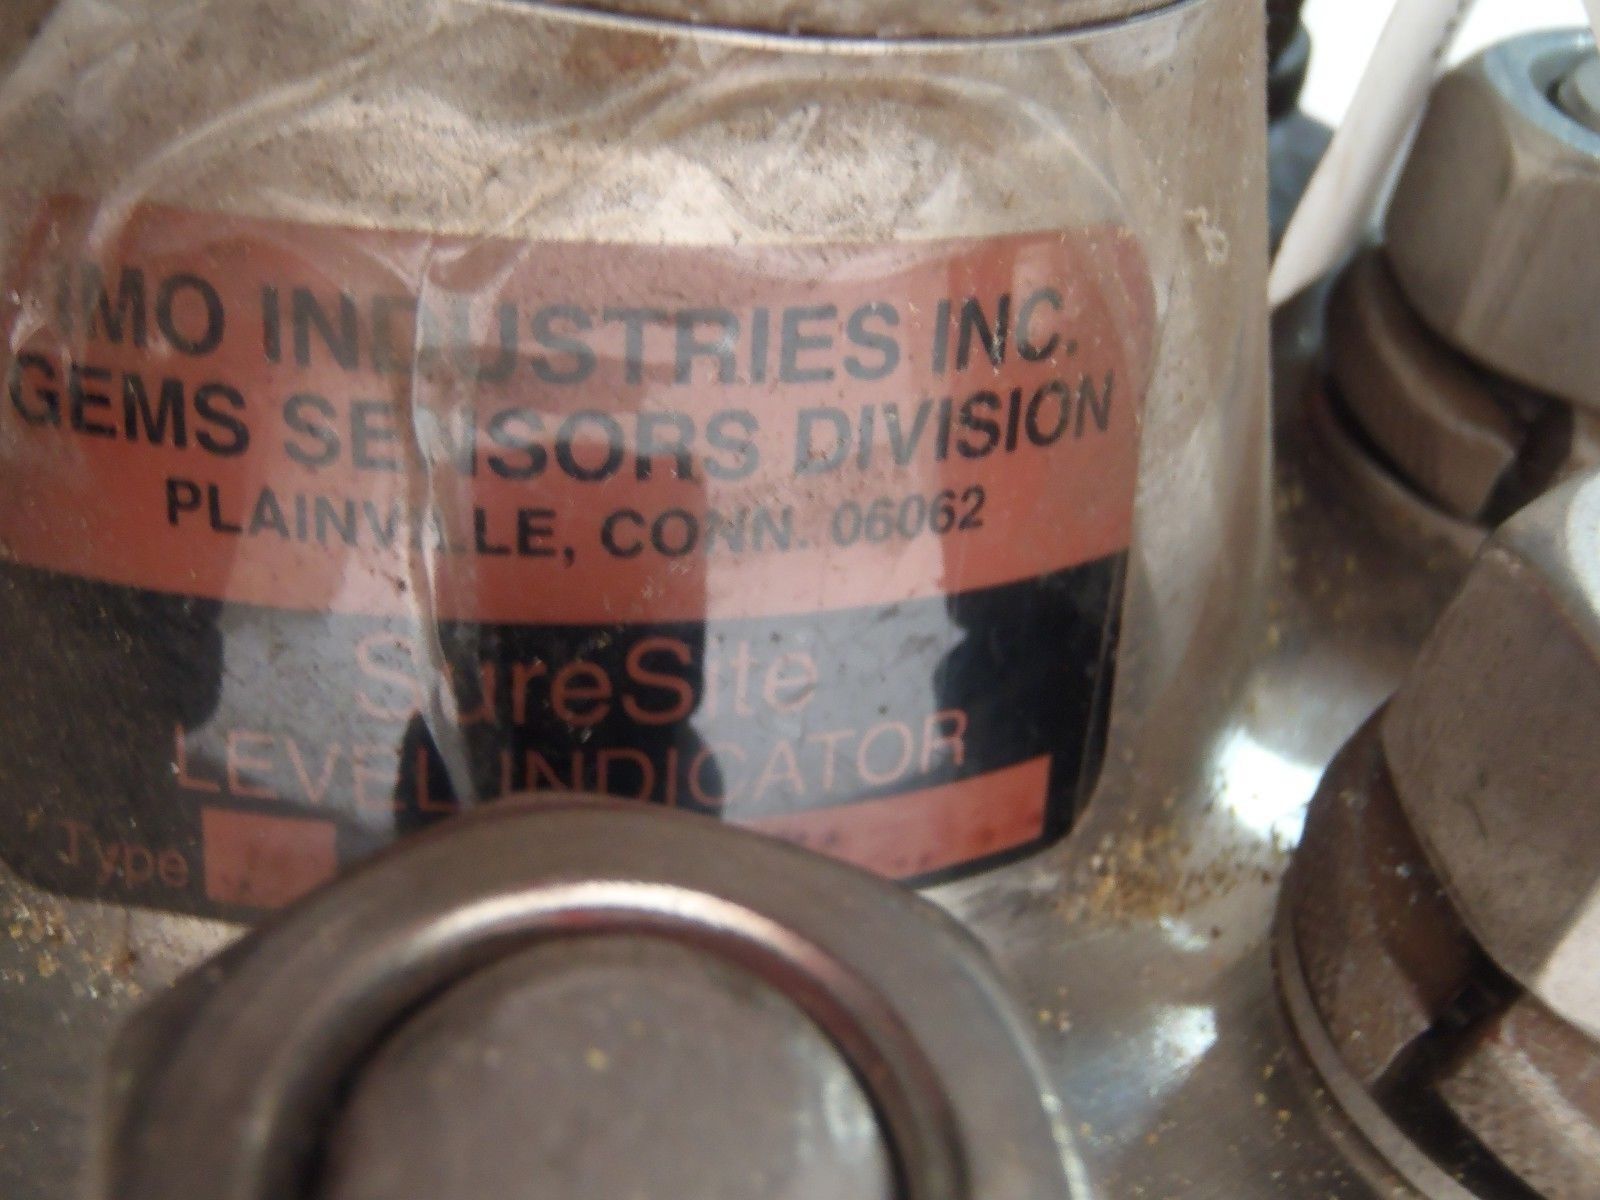 IMO INDUSTRIES INC.
GEMS SENSORS DIVISION
PLAINVILLE, CONN. 06062
SureSite
LEVEL INDICATOR
Type